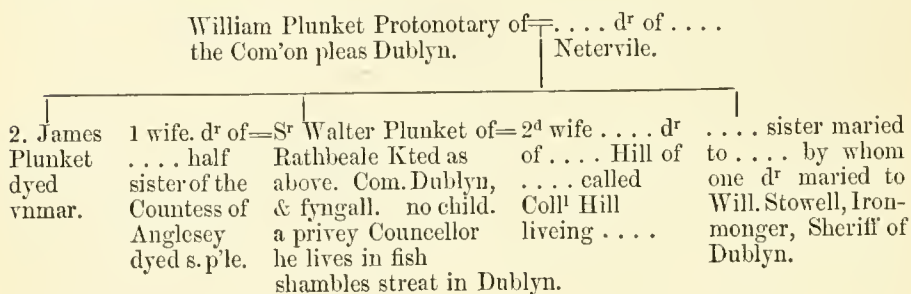 William Plunket Protonotary of=. . . . dʳ of . . . .
the Com'on pleas Dublyn. Netervile.
2. James
Plunket
dyed
vnmar.
1 wife. dʳ of=
. . . . half
sister of the
Countess of
Anglesey
dyed s. p'le.
Sʳ Walter Plunket of=
Rathbeale Kted as
above. Com. Dublyn,
& fyngall. no child.
a privey Councellor
he lives in fish
shambles streat in Dublyn.
2ᵈ wife . . . . dʳ
of . . . . Hill of
. . . . called
Collˡ Hill
liveing . . . .
. . . . sister maried
to . . . . by whom
one dʳ maried to
Will. Stowell, Iron-
monger, Sheriff of
Dublyn.